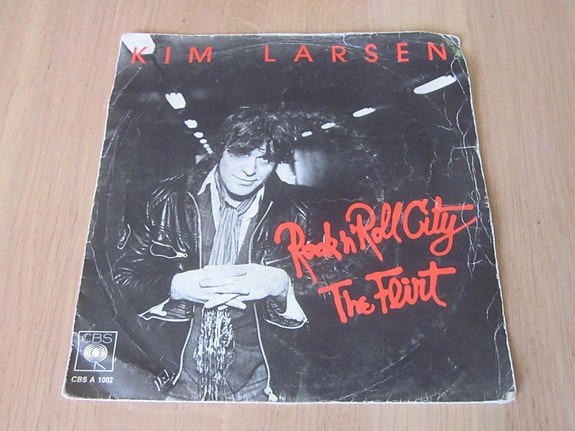 KIM LARSEN
Rock'n'Roll City
The Flirt
CBS
CBS A 1002